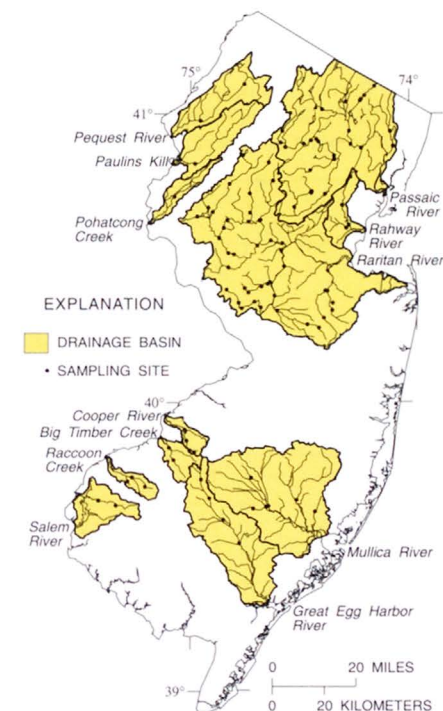 75°
74°
41°
Pequest River
Paulins Kill
Pohatcong
Creek
Passaic
River
Rahway
River
Raritan River
EXPLANATION
DRAINAGE BASIN
• SAMPLING SITE
40°
Cooper River
Big Timber Creek
Raccoon
Creek
Salem
River
Mullica River
Great Egg Harbor
River
0 20 MILES
39°
0 20 KILOMETERS